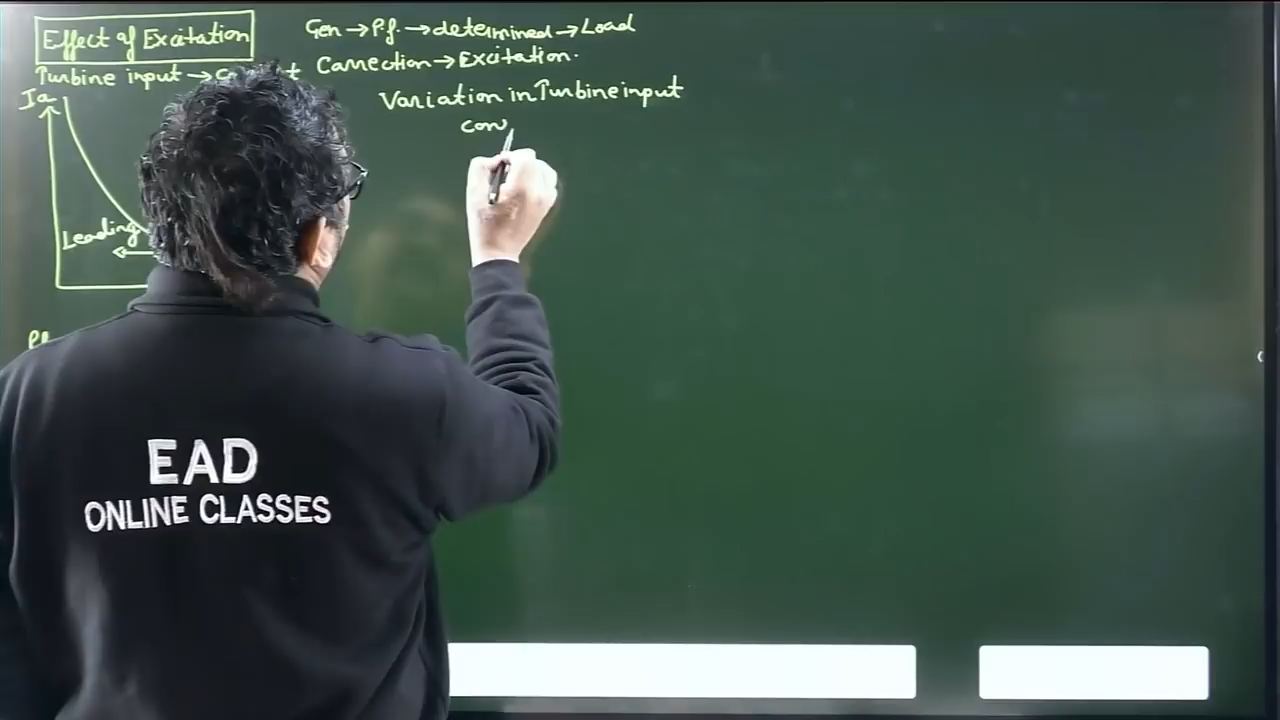 Effect of Excitation
Gen → P.f. → determined → Load
Turbine input →
Carrection → Excitation.
Ia
Variation in Turbine input
con
Leading
P.f.
EAD
ONLINE CLASSES